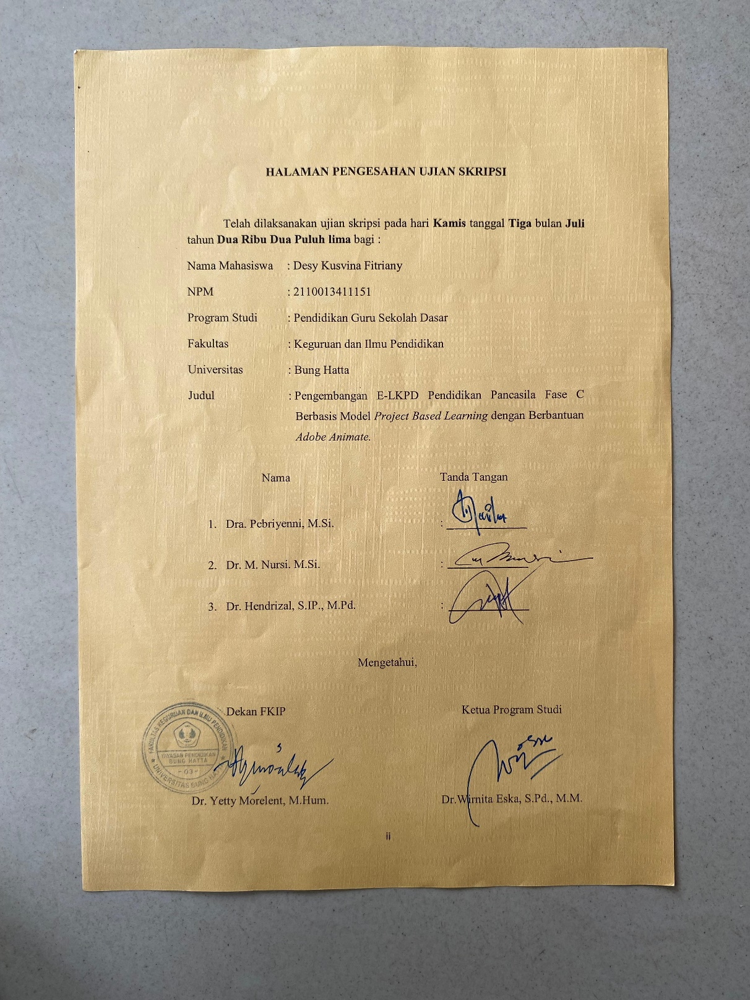 HALAMAN PENGESAHAN UJIAN SKRIPSI
Telah dilaksanakan ujian skripsi pada hari Kamis tanggal Tiga bulan Juli
tahun Dua Ribu Dua Puluh lima bagi :
Nama Mahasiswa : Desy Kusvina Fitriany
NPM : 2110013411151
Program Studi : Pendidikan Guru Sekolah Dasar
Fakultas : Keguruan dan Ilmu Pendidikan
Universitas : Bung Hatta
Judul : Pengembangan E-LKPD Pendidikan Pancasila Fase C
Berbasis Model Project Based Learning dengan Berbantuan
Adobe Animate.
Nama Tanda Tangan
1. Dra. Pebriyenni, M.Si. :
2. Dr. M. Nursi. M.Si. :
3. Dr. Hendrizal, S.IP., M.Pd. :
Mengetahui,
Dekan FKIP Ketua Program Studi
FAKULTAS KEGURUAN DAN ILMU PENDIDIKAN
YAYASAN PENDIDIKAN
BUNG HATTA
- 03 -
UNIVERSITAS BUNG HATTA
Dr. Yetty Morelent, M.Hum. Dr.Wirnita Eska, S.Pd., M.M.
ii